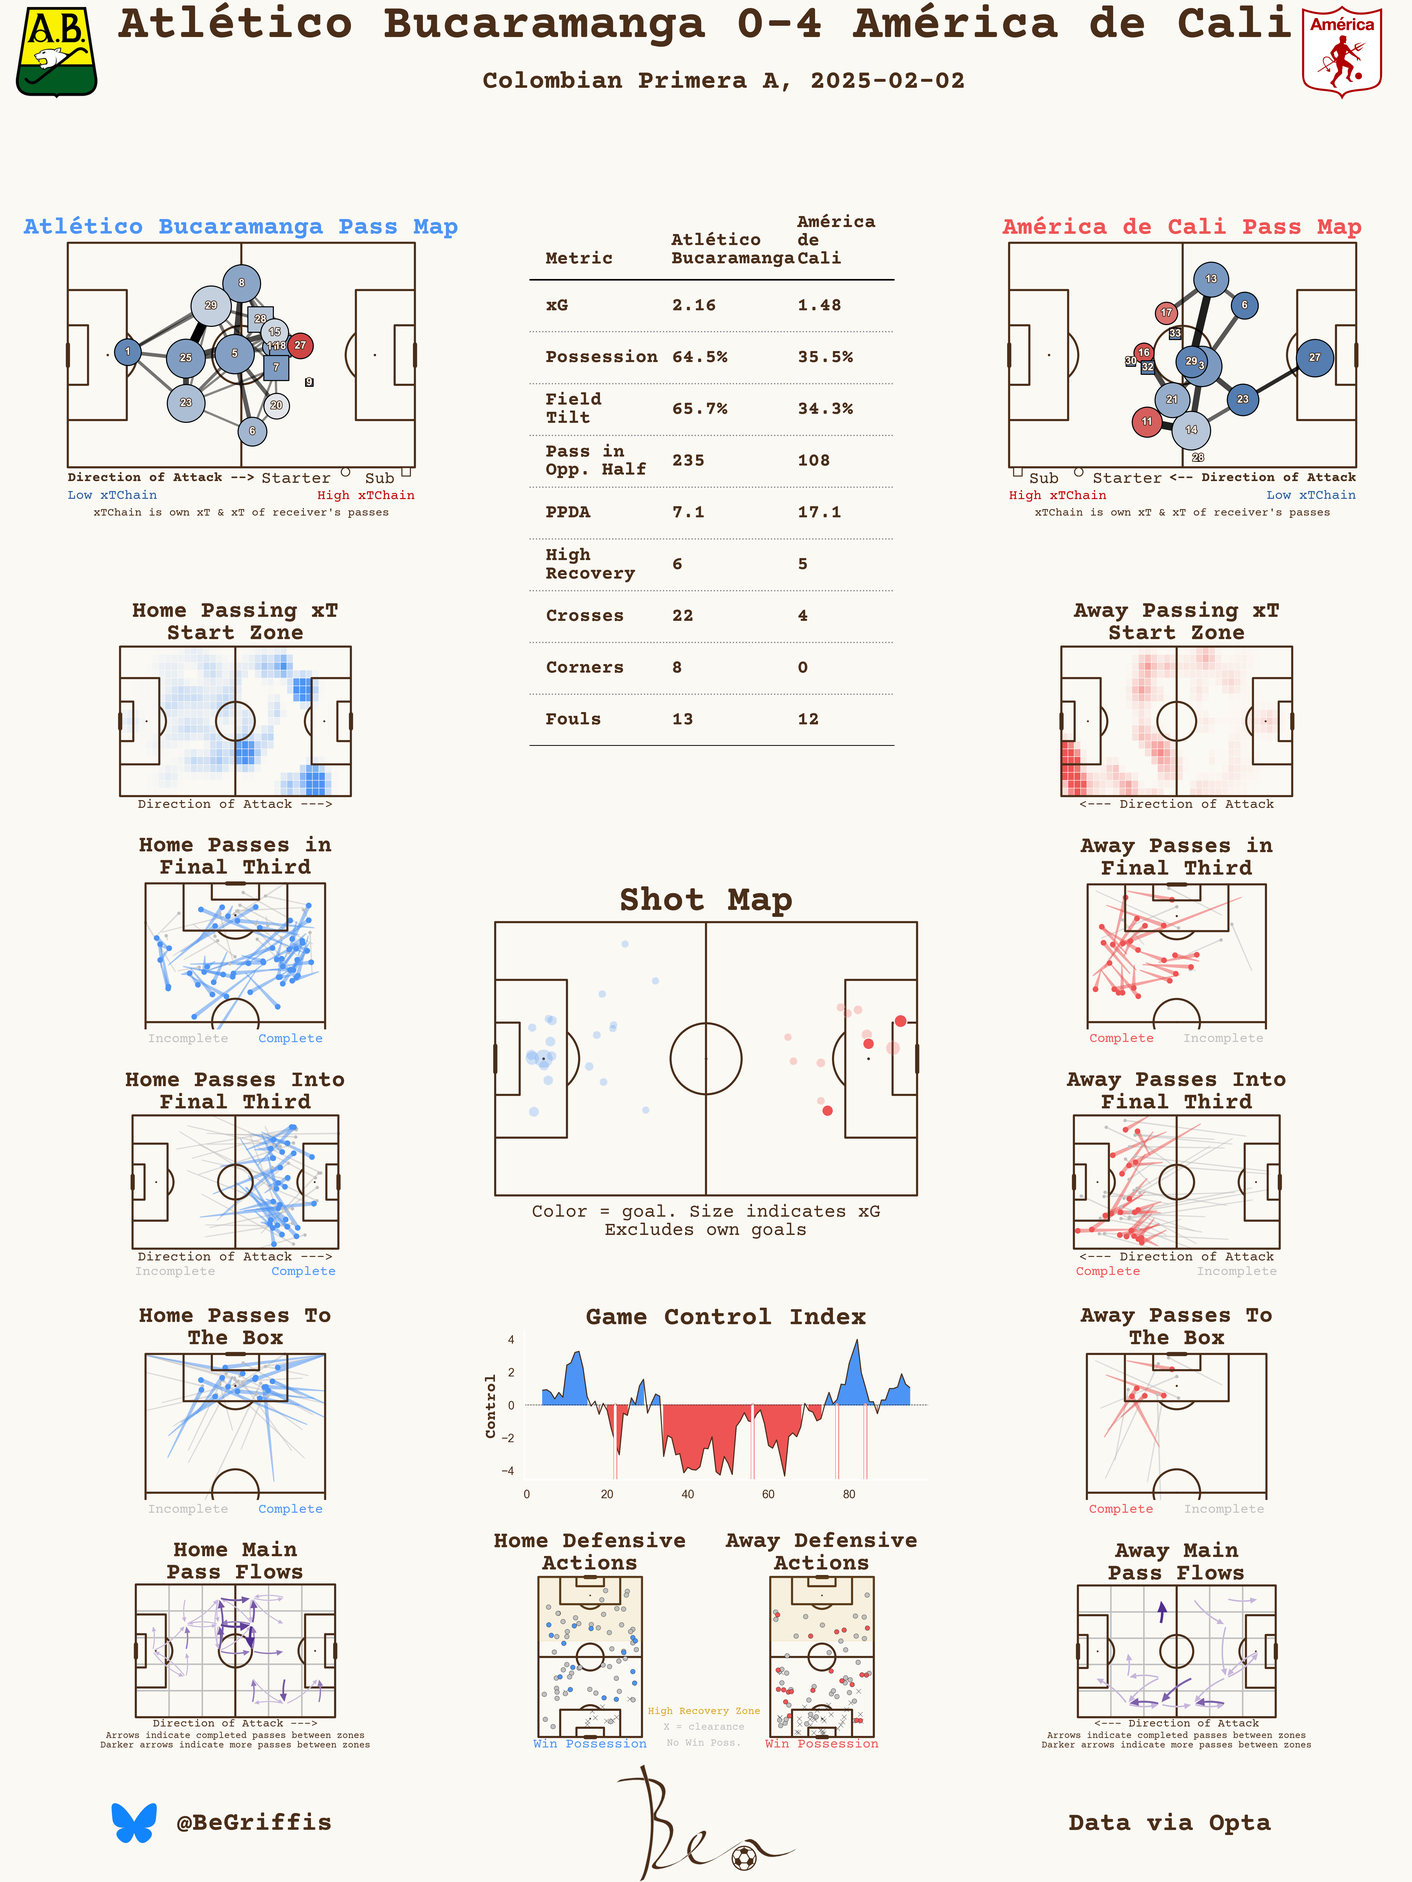 Atlético Bucaramanga 0-4 América de Cali
A.B.
América
Colombian Primera A, 2025-02-02
Atlético Bucaramanga Pass Map
8
29
28
15
1
25
5
18
27
7
9
23
20
6
Direction of Attack --> Starter Sub
Low xTChain High xTChain
xTChain is own xT & xT of receiver's passes
Metric Atlético Bucaramanga América de Cali
xG 2.16 1.48
Possession 64.5% 35.5%
Field Tilt 65.7% 34.3%
Pass in Opp. Half 235 108
PPDA 7.1 17.1
High Recovery 6 5
Crosses 22 4
Corners 8 0
Fouls 13 12
América de Cali Pass Map
13
6
17
33
16
30
32
29
3
27
21
23
11
14
28
Sub Starter <-- Direction of Attack
High xTChain Low xTChain
xTChain is own xT & xT of receiver's passes
Home Passing xT
Start Zone
Direction of Attack --->
Away Passing xT
Start Zone
<--- Direction of Attack
Home Passes in
Final Third
Incomplete Complete
Shot Map
Color = goal. Size indicates xG
Excludes own goals
Away Passes in
Final Third
Complete Incomplete
Home Passes Into
Final Third
Direction of Attack --->
Incomplete Complete
Away Passes Into
Final Third
<--- Direction of Attack
Complete Incomplete
Home Passes To
The Box
Incomplete Complete
Game Control Index
Control
4
2
0
−2
−4
0 20 40 60 80
Away Passes To
The Box
Complete Incomplete
Home Main
Pass Flows
Direction of Attack --->
Arrows indicate completed passes between zones
Darker arrows indicate more passes between zones
Home Defensive
Actions
Win Possession
High Recovery Zone
X = clearance
No Win Poss.
Away Defensive
Actions
Win Possession
Away Main
Pass Flows
<--- Direction of Attack
Arrows indicate completed passes between zones
Darker arrows indicate more passes between zones
@BeGriffis
Ben
Data via Opta